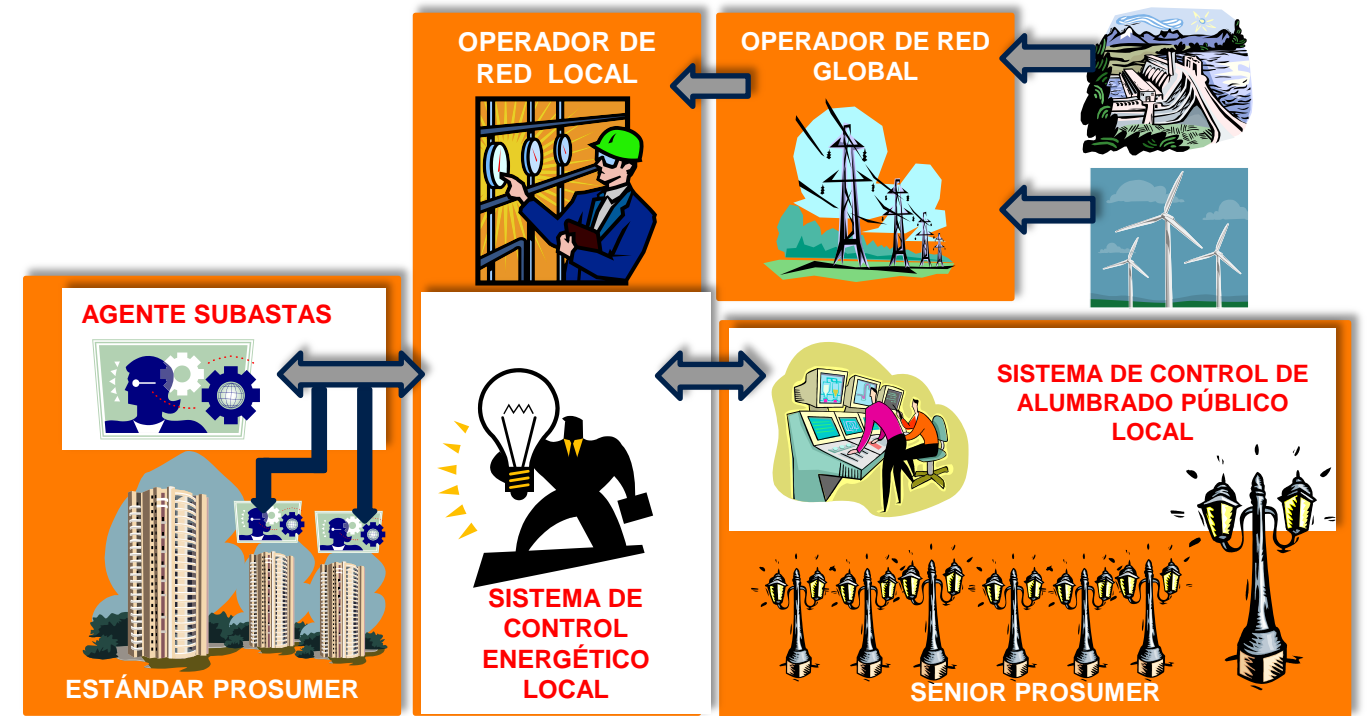 OPERADOR DE
RED LOCAL
OPERADOR DE RED
GLOBAL
AGENTE SUBASTAS
SISTEMA DE CONTROL DE
ALUMBRADO PÚBLICO
LOCAL
SISTEMA DE
CONTROL
ENERGÉTICO
LOCAL
ESTÁNDAR PROSUMER
SENIOR PROSUMER